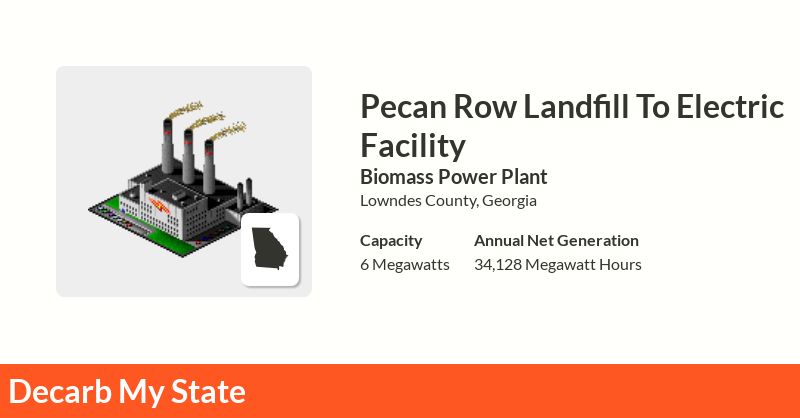 Pecan Row Landfill To Electric
Facility
Biomass Power Plant
Lowndes County, Georgia
Capacity
Annual Net Generation
6 Megawatts
34,128 Megawatt Hours
Decarb My State